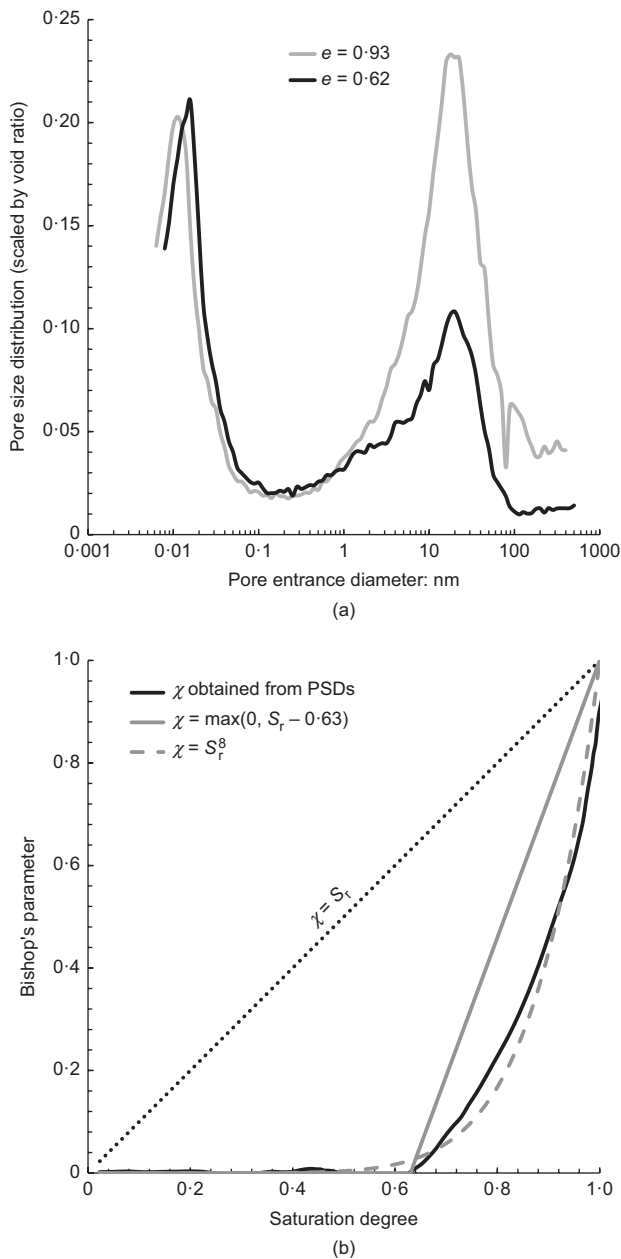 0·25
0·20
0·15
0·10
0·05
0
Pore size distribution (scaled by void ratio)
e = 0·93
e = 0·62
0·001 0·01 0·1 1 10 100 1000
Pore entrance diameter: nm
(a)
1·0
0·8
0·6
0·4
0·2
0
Bishop's parameter
χ obtained from PSDs
χ = max(0, Sr – 0·63)
χ = Sr8
χ = Sr
0 0·2 0·4 0·6 0·8 1·0
Saturation degree
(b)